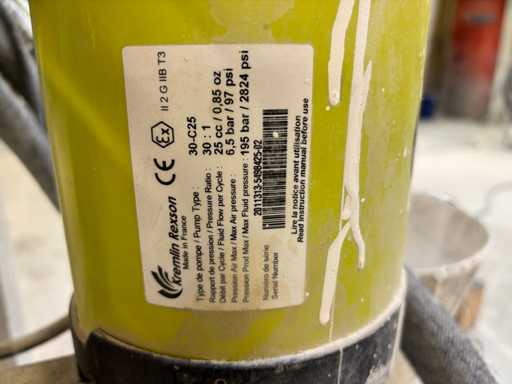 Kremlin Rexson
Made in France
CE Ex II 2 G IIB T3
Type de pompe / Pump Type : 30-C25
Rapport de pression / Pressure Ratio : 30 : 1
Débit par Cycle / Fluid Flow per Cycle : 25 cc / 0,85 oz
Pression Air Max / Max Air pressure : 6,5 bar / 97 psi
Pression Prod Max / Max Fluid pressure : 195 bar / 2824 psi
Numéro de série
Serial Number
2011313-5498425-02
Lire la notice avant utilisation
Read instruction manual before use